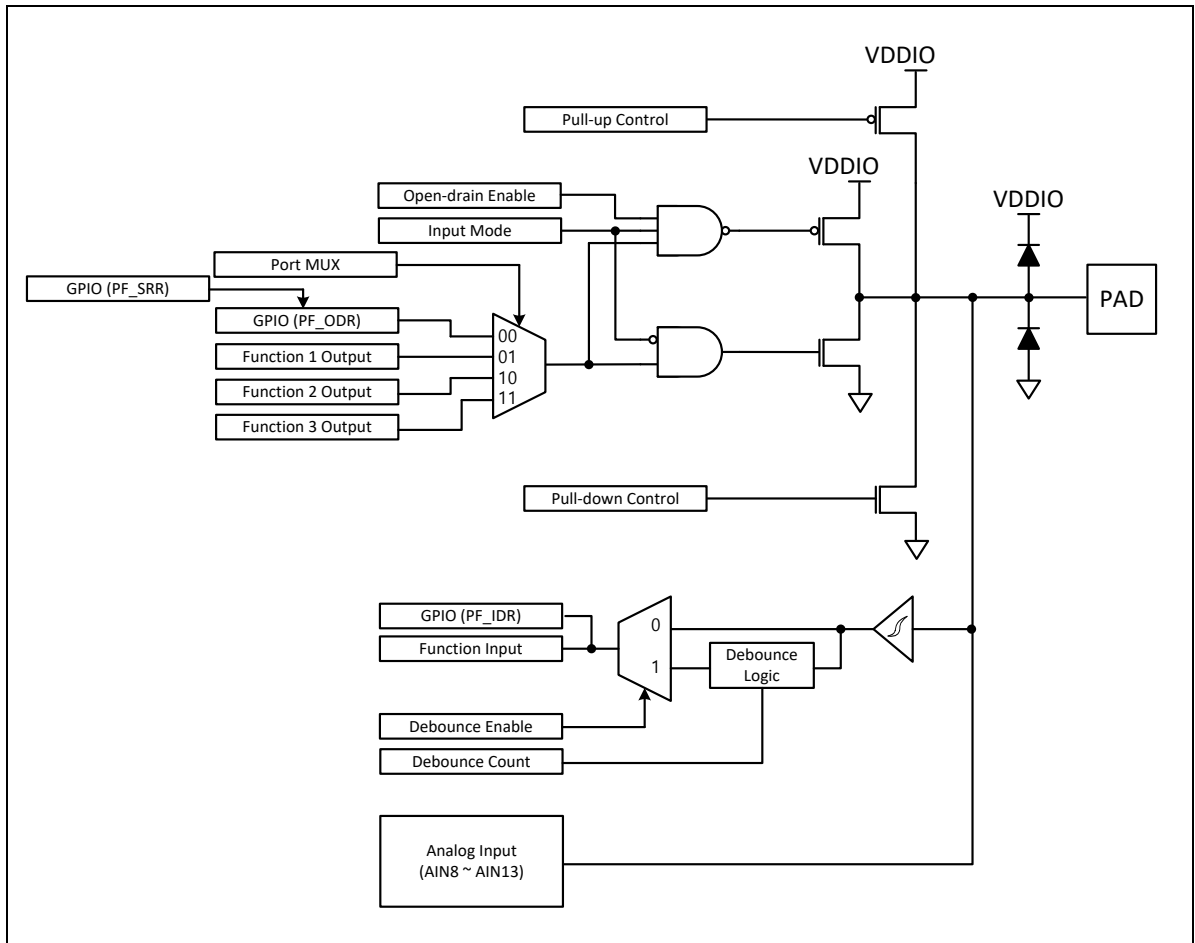 VDDIO
Pull-up Control
VDDIO
Open-drain Enable
VDDIO
Input Mode
Port MUX
GPIO (PF_SRR)
PAD
GPIO (PF_ODR)
00
Function 1 Output
01
10
Function 2 Output
11
Function 3 Output
Pull-down Control
GPIO (PF_IDR)
0
Function Input
Debounce
Logic
1
Debounce Enable
Debounce Count
Analog Input
(AIN8 ~ AIN13)